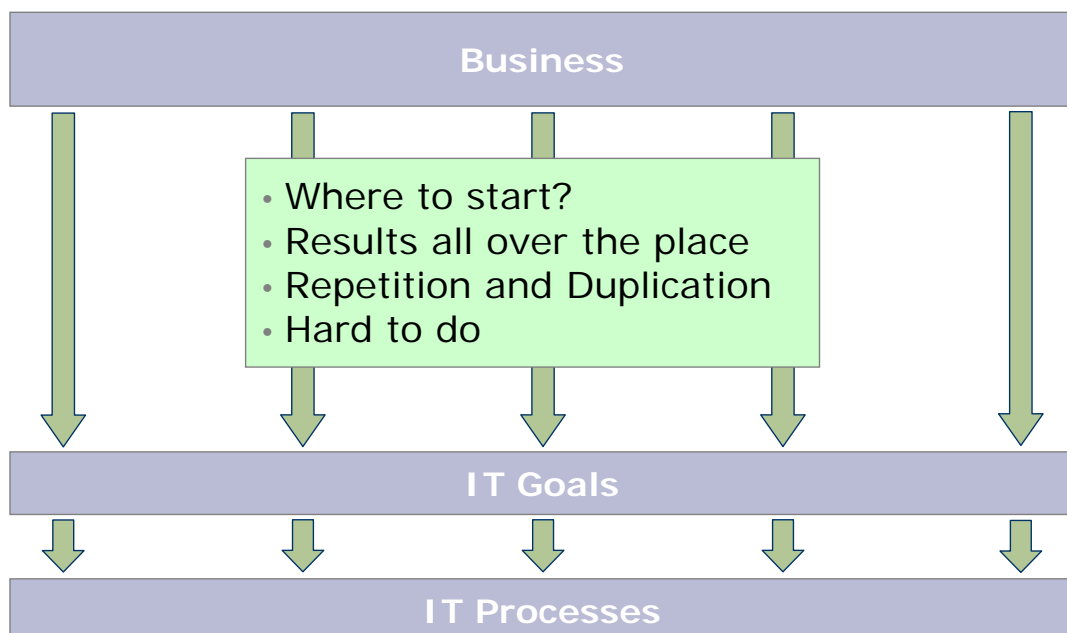 Business
• Where to start?
• Results all over the place
• Repetition and Duplication
• Hard to do
IT Goals
IT Processes